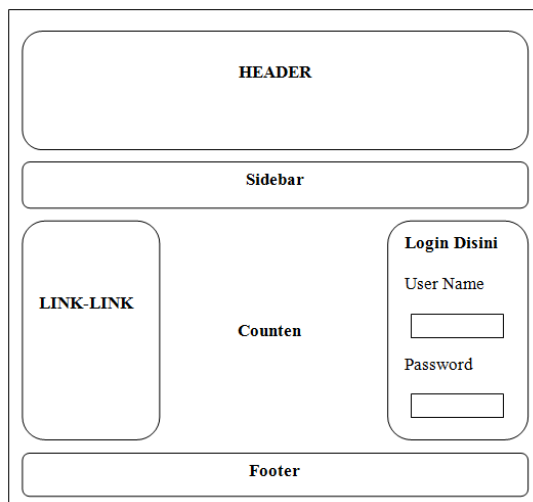 HEADER
Sidebar
LINK-LINK
Counten
Login Disini
User Name
Password
Footer